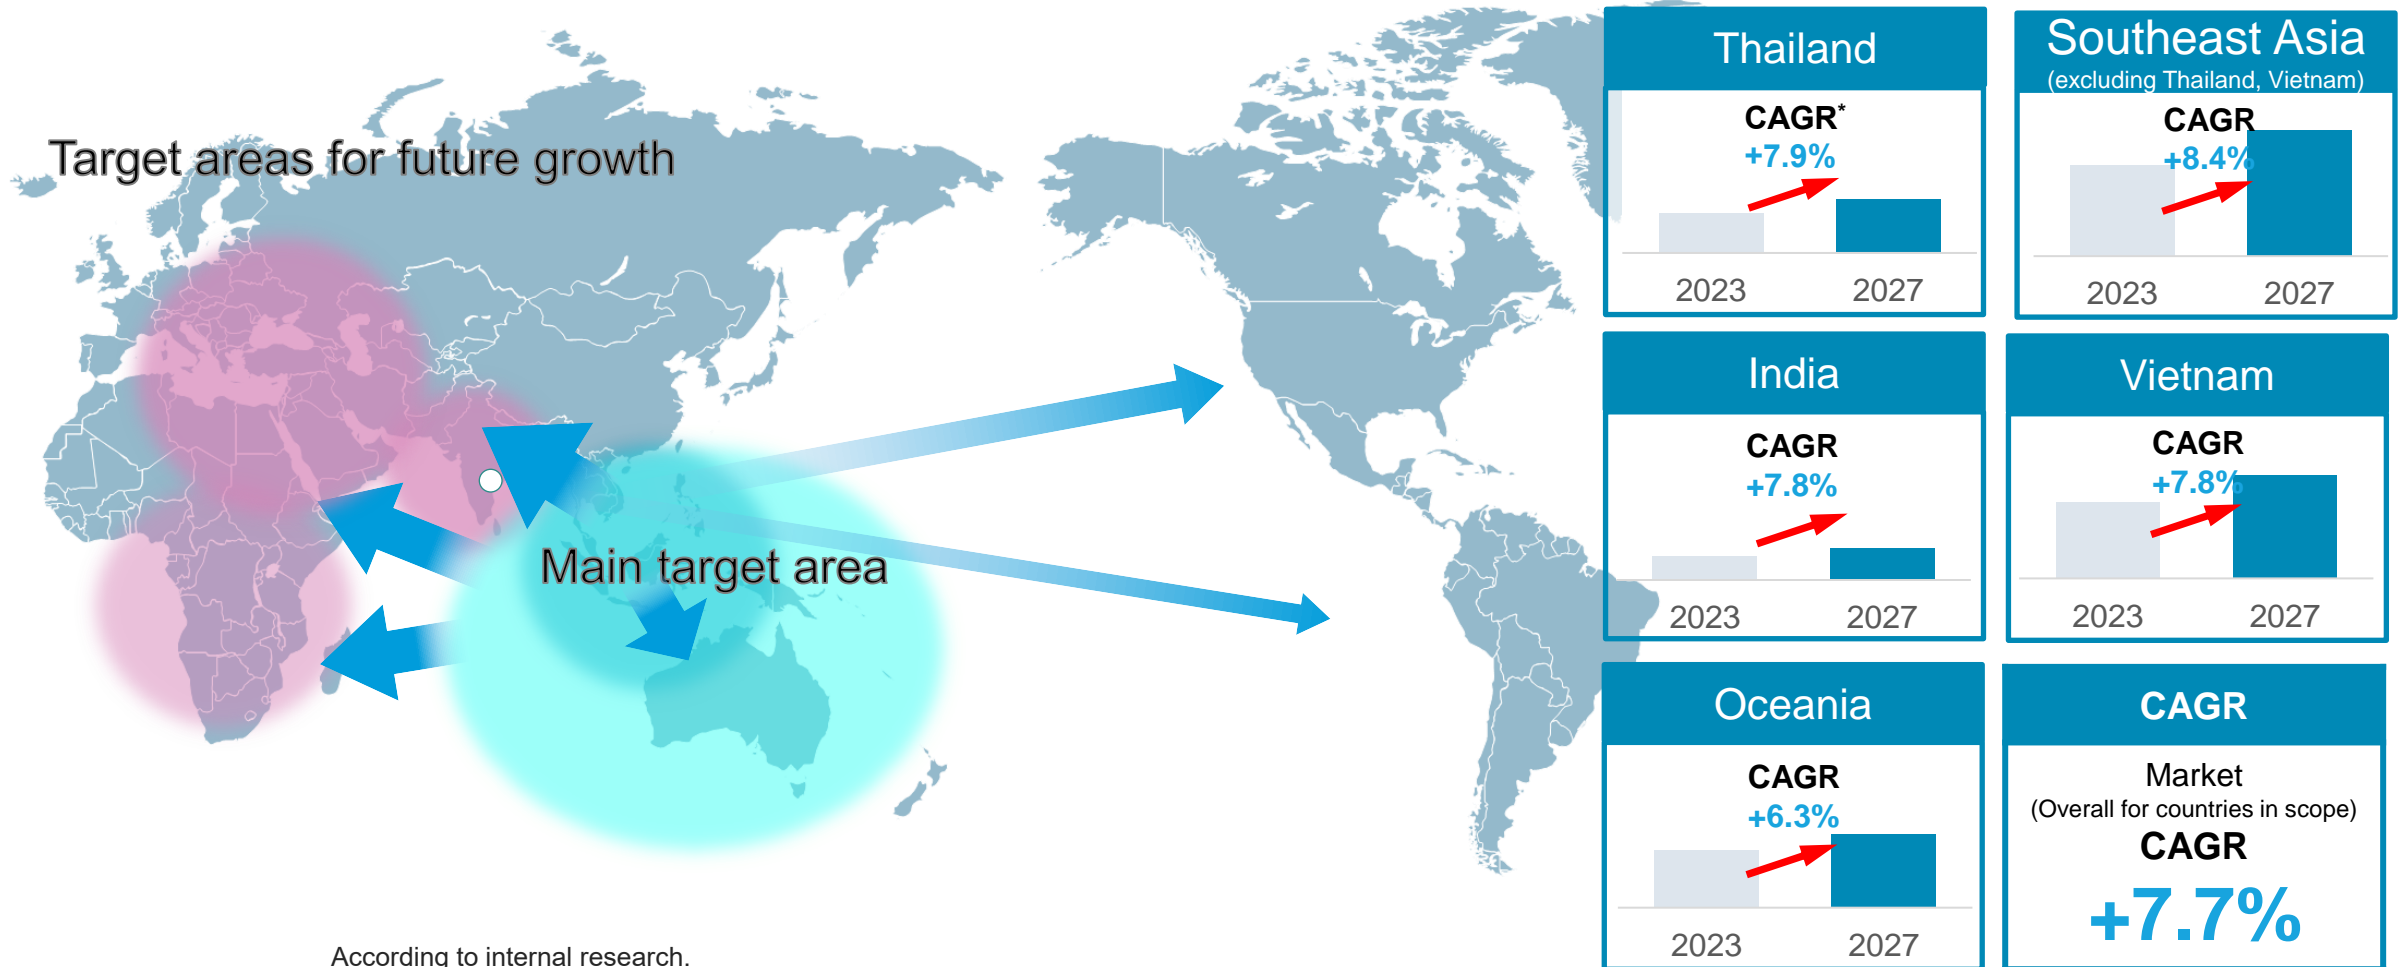 Target areas for future growth
Main target area
According to internal research.
Thailand
CAGR*
+7.9%
2023 2027
Southeast Asia
(excluding Thailand, Vietnam)
CAGR
+8.4%
2023 2027
India
CAGR
+7.8%
2023 2027
Vietnam
CAGR
+7.8%
2023 2027
Oceania
CAGR
+6.3%
2023 2027
CAGR
Market
(Overall for countries in scope)
CAGR
+7.7%